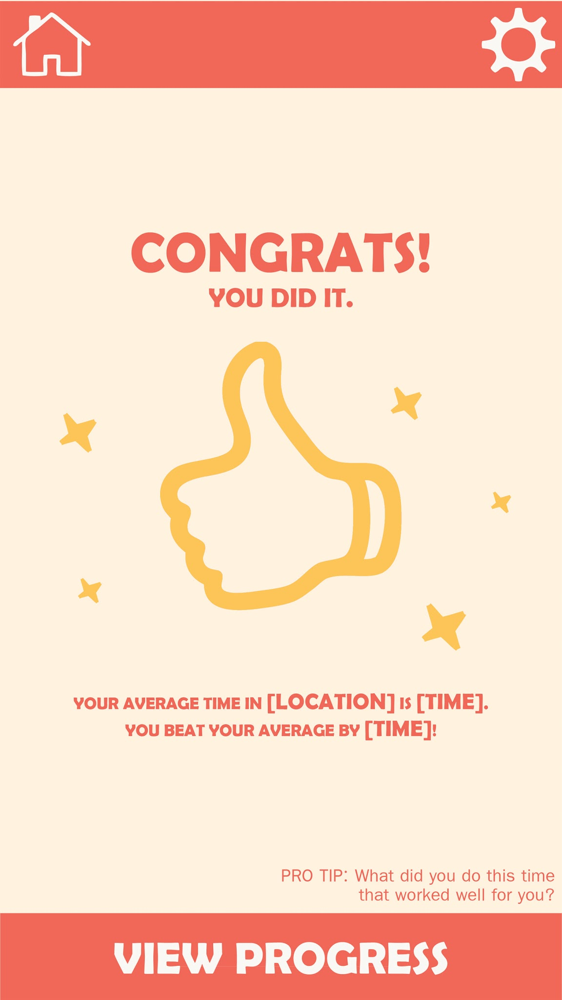 CONGRATS!
YOU DID IT.
YOUR AVERAGE TIME IN [LOCATION] IS [TIME].
YOU BEAT YOUR AVERAGE BY [TIME]!
PRO TIP: What did you do this time
that worked well for you?
VIEW PROGRESS